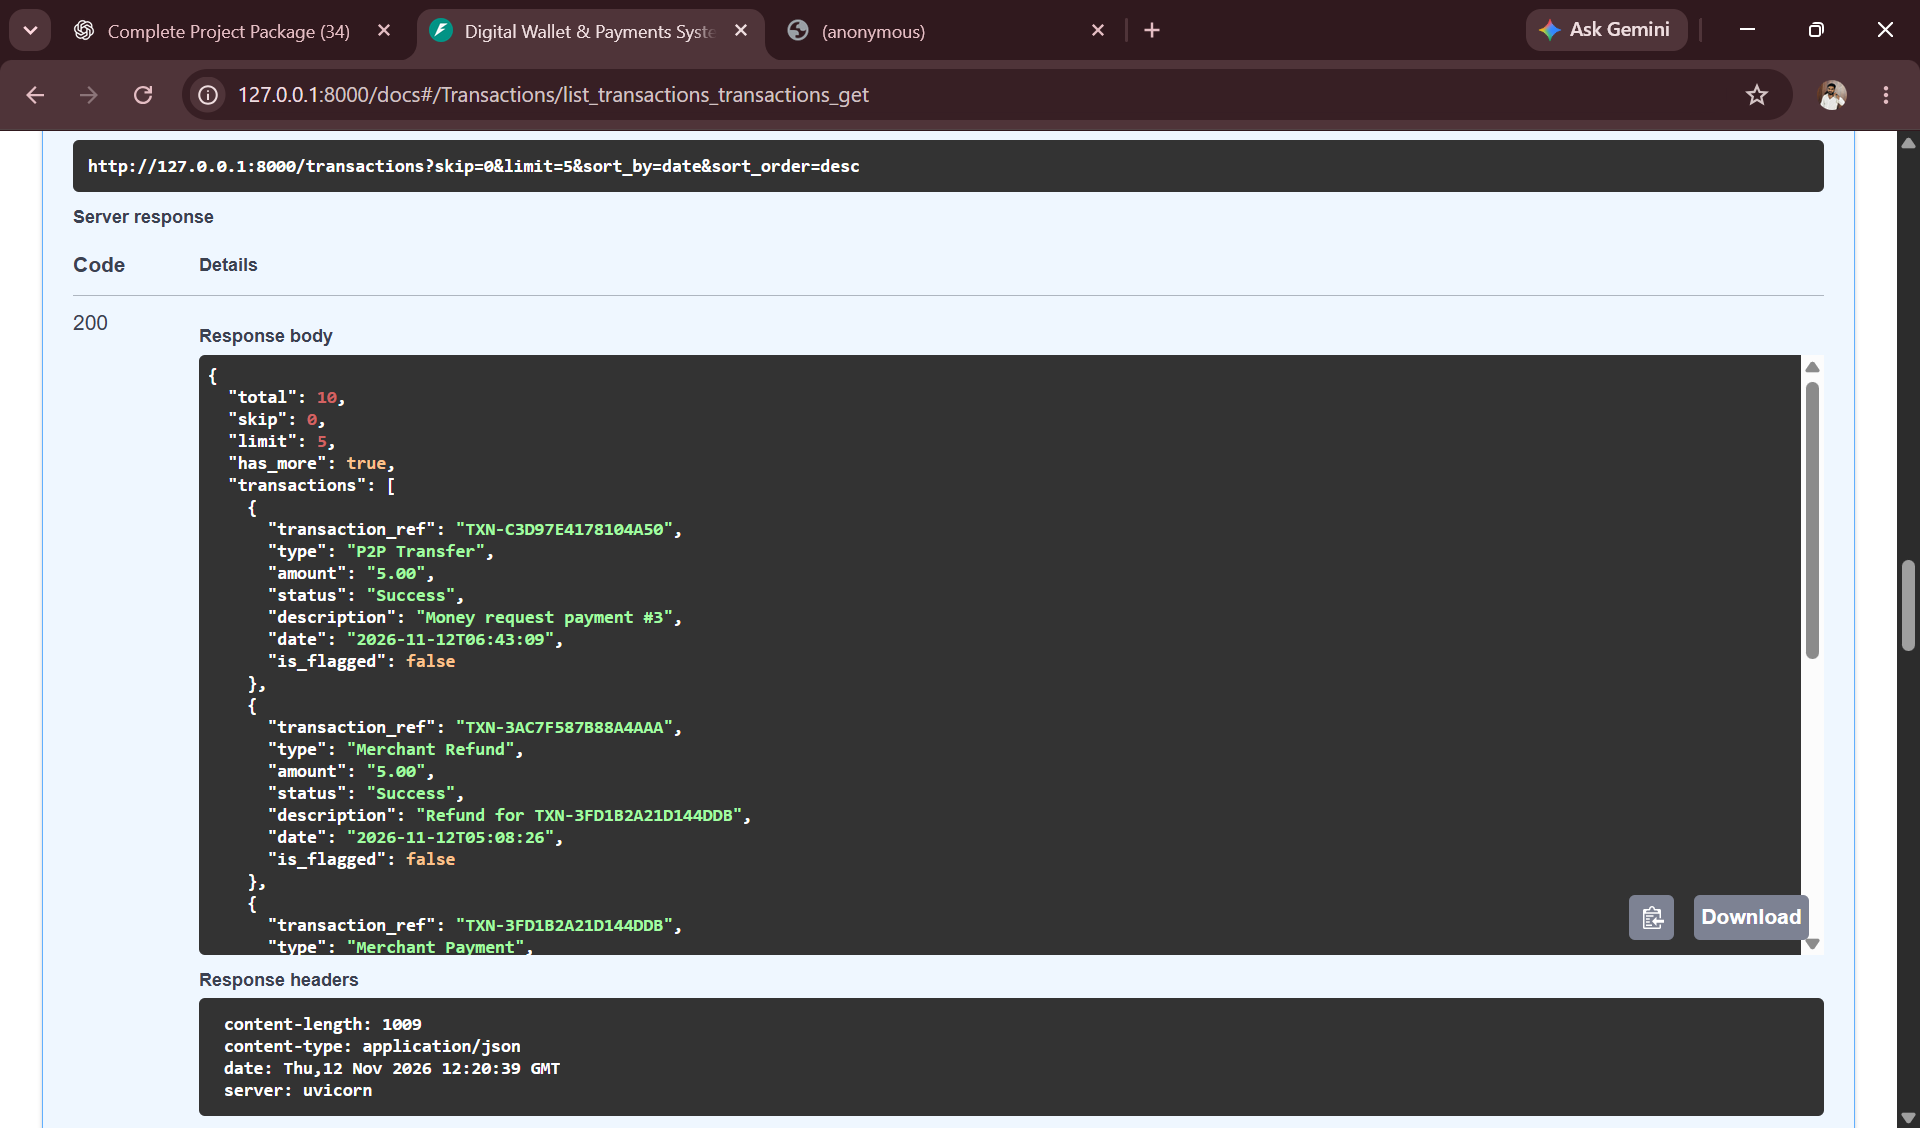 Complete Project Package (34)
Digital Wallet & Payments Syste
(anonymous)
Ask Gemini
127.0.0.1:8000/docs#/Transactions/list_transactions_transactions_get
http://127.0.0.1:8000/transactions?skip=0&limit=5&sort_by=date&sort_order=desc
Server response
Code Details
200
Response body
{
  "total": 10,
  "skip": 0,
  "limit": 5,
  "has_more": true,
  "transactions": [
    {
      "transaction_ref": "TXN-C3D97E4178104A50",
      "type": "P2P Transfer",
      "amount": "5.00",
      "status": "Success",
      "description": "Money request payment #3",
      "date": "2026-11-12T06:43:09",
      "is_flagged": false
    },
    {
      "transaction_ref": "TXN-3AC7F587B88A4AAA",
      "type": "Merchant Refund",
      "amount": "5.00",
      "status": "Success",
      "description": "Refund for TXN-3FD1B2A21D144DDB",
      "date": "2026-11-12T05:08:26",
      "is_flagged": false
    },
    {
      "transaction_ref": "TXN-3FD1B2A21D144DDB",
      "type": "Merchant Payment",
Download
Response headers
content-length: 1009
content-type: application/json
date: Thu,12 Nov 2026 12:20:39 GMT
server: uvicorn